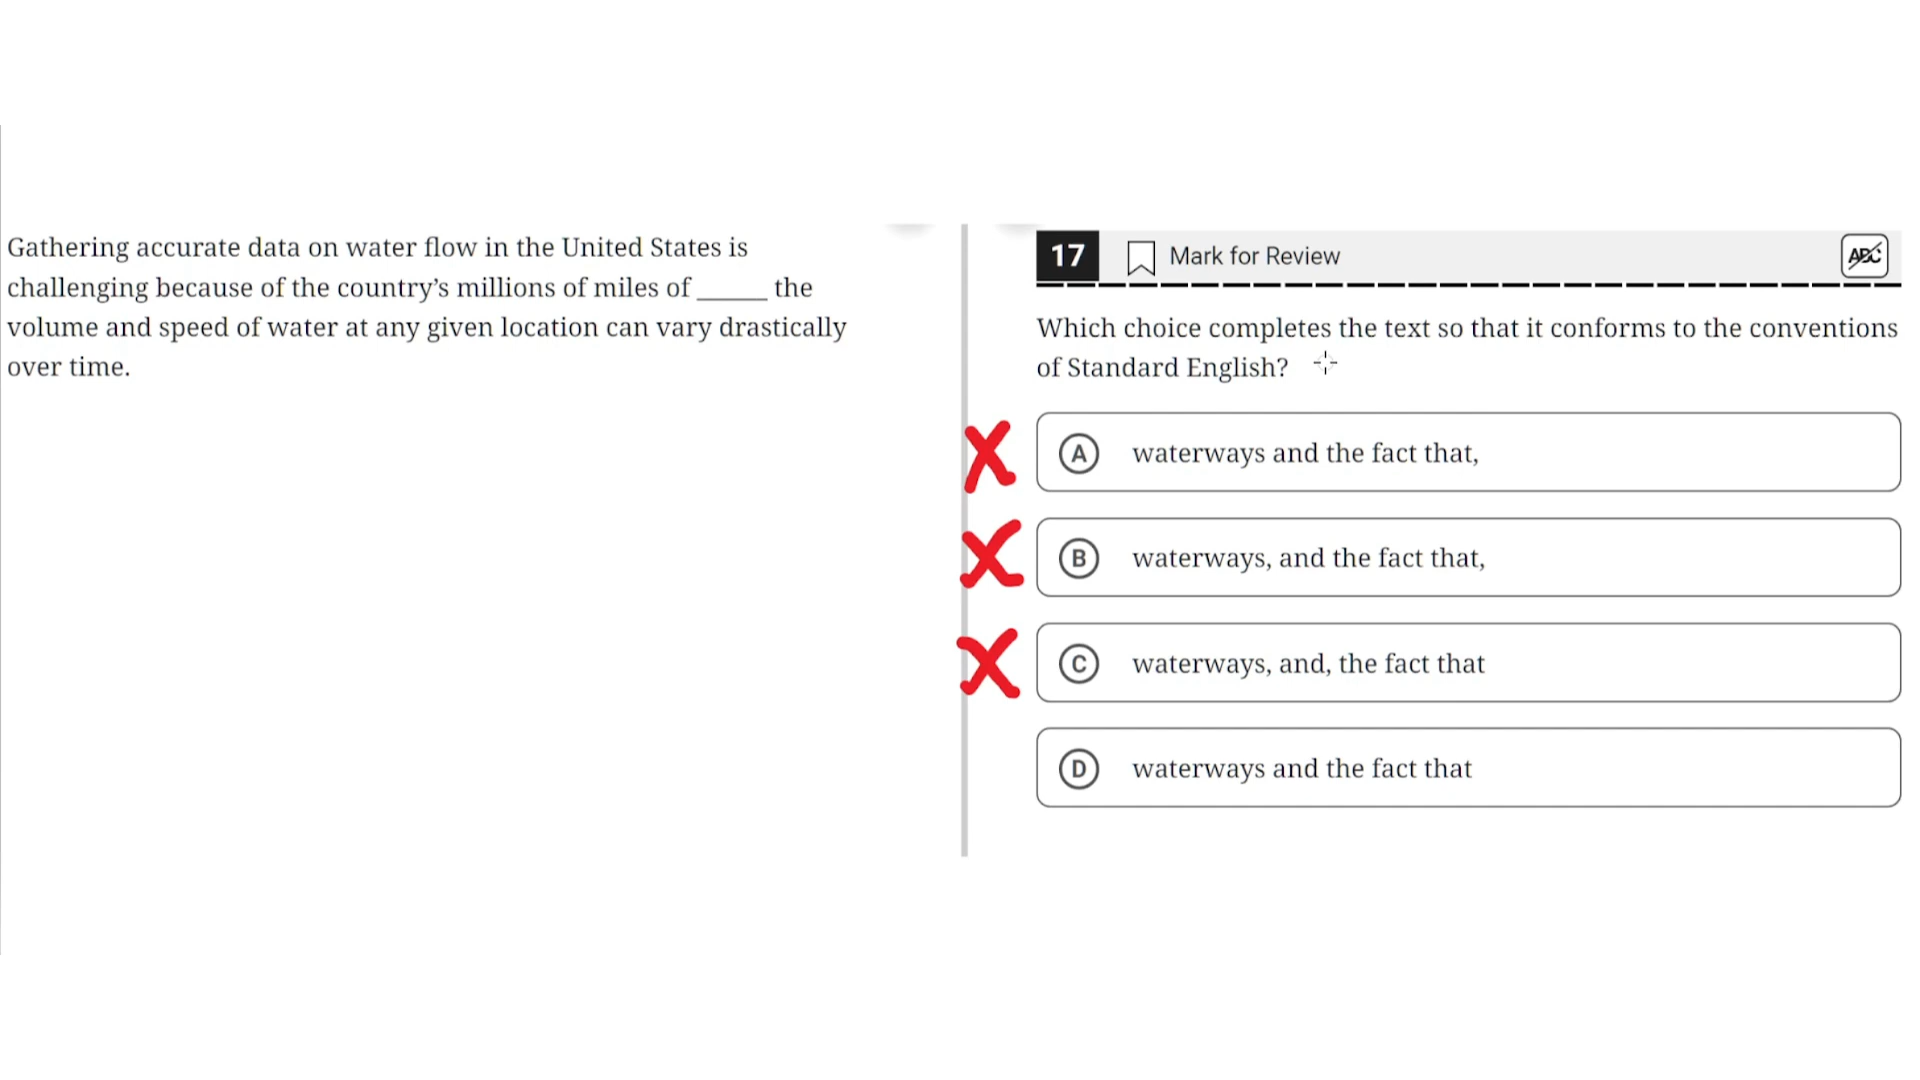 Gathering accurate data on water flow in the United States is
challenging because of the country’s millions of miles of ______ the
volume and speed of water at any given location can vary drastically
over time.
17 Mark for Review ABC
Which choice completes the text so that it conforms to the conventions
of Standard English?
A waterways and the fact that,
B waterways, and the fact that,
C waterways, and, the fact that
D waterways and the fact that